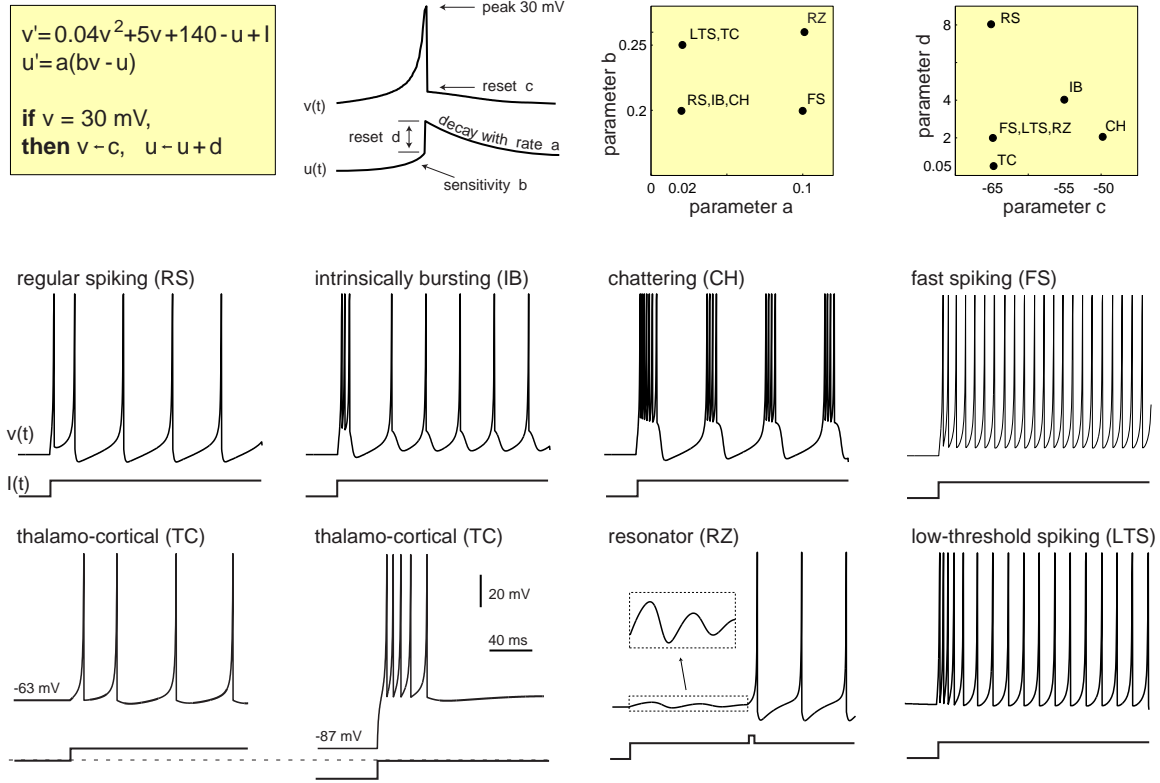 v'= 0.04v²+5v+140 - u + I
u'= a(bv - u)
if v = 30 mV,
then v ← c, u ← u + d
peak 30 mV
reset c
v(t)
reset d
decay with rate a
u(t)
sensitivity b
parameter b
0.25
0.2
LTS,TC
RZ
RS,IB,CH
FS
0
0.02
0.1
parameter a
parameter d
8
4
2
0.05
RS
IB
FS,LTS,RZ
CH
TC
-65
-55
-50
parameter c
regular spiking (RS)
intrinsically bursting (IB)
chattering (CH)
fast spiking (FS)
v(t)
I(t)
thalamo-cortical (TC)
thalamo-cortical (TC)
resonator (RZ)
low-threshold spiking (LTS)
20 mV
40 ms
-63 mV
-87 mV